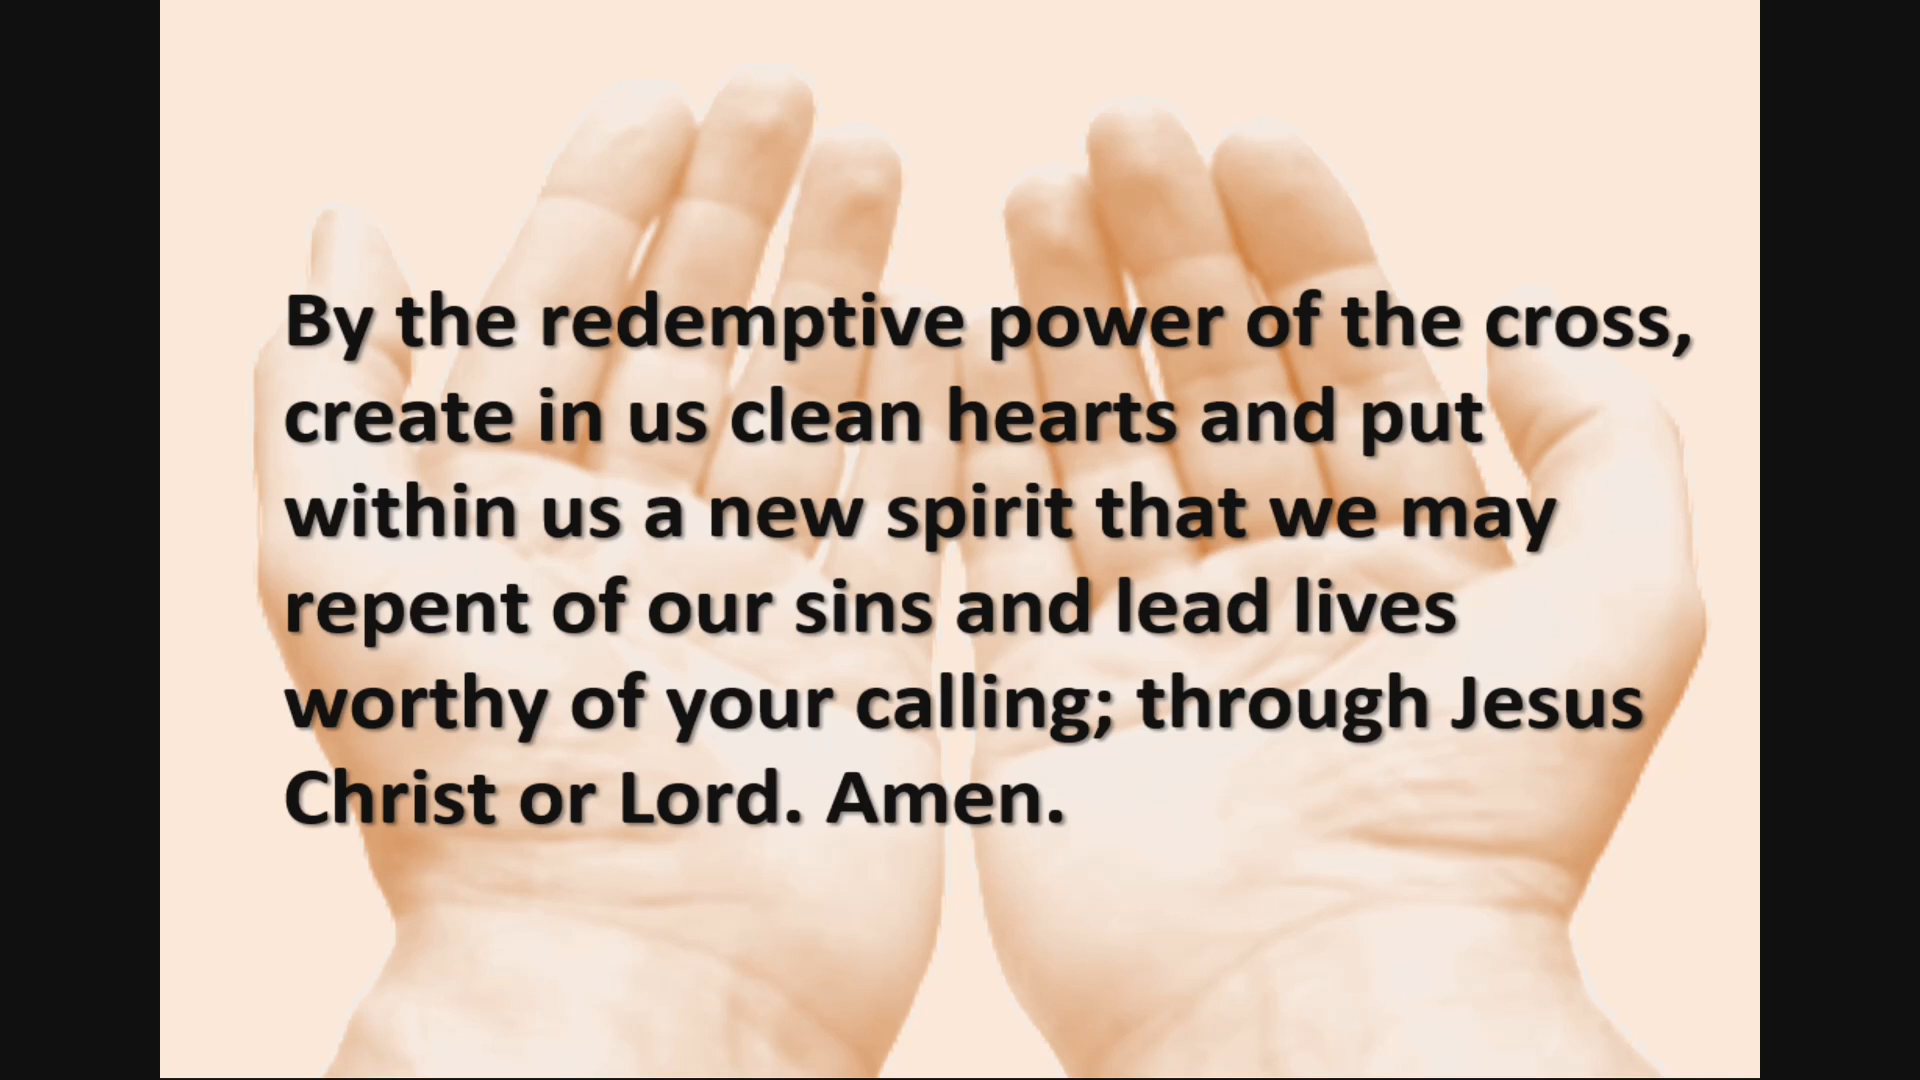 By the redemptive power of the cross,
create in us clean hearts and put
within us a new spirit that we may
repent of our sins and lead lives
worthy of your calling; through Jesus
Christ or Lord. Amen.